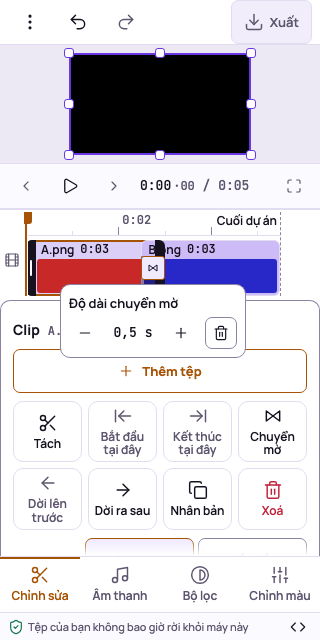 Xuất
0:00·00 / 0:05
0:02
Cuối dự án
A.png 0:03
ng 0:03
Độ dài chuyển mờ
0,5 s
Clip A.
Thêm tệp
Tách
Bắt đầu
tại đây
Kết thúc
tại đây
Chuyển
mờ
Dời lên
trước
Dời ra sau
Nhân bản
Xoá
Chỉnh sửa
Âm thanh
Bộ lọc
Chỉnh màu
Tệp của bạn không bao giờ rời khỏi máy này